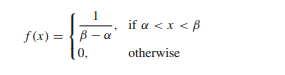 f(x) = { 1/(β − α), if α < x < β
0, otherwise